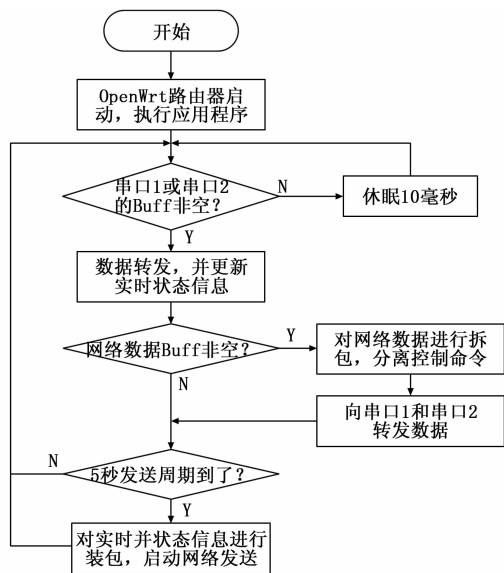 开始
OpenWrt路由器启
动，执行应用程序
串口1或串口2
的Buff非空？
N
休眠10毫秒
Y
数据转发，并更新
实时状态信息
网络数据Buff非空？
Y
对网络数据进行拆
包，分离控制命令
N
向串口1和串口2
转发数据
N
5秒发送周期到了？
Y
对实时并状态信息进行
装包，启动网络发送